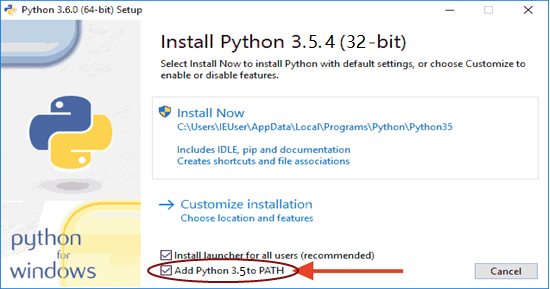 Python 3.6.0 (64-bit) Setup
Install Python 3.5.4 (32-bit)
Select Install Now to install Python with default settings, or choose Customize to
enable or disable features.
Install Now
C:\Users\IEUser\AppData\Local\Programs\Python\Python35
Includes IDLE, pip and documentation
Creates shortcuts and file associations
Customize installation
Choose location and features
Install launcher for all users (recommended)
Add Python 3.5 to PATH
python
for
windows
Cancel